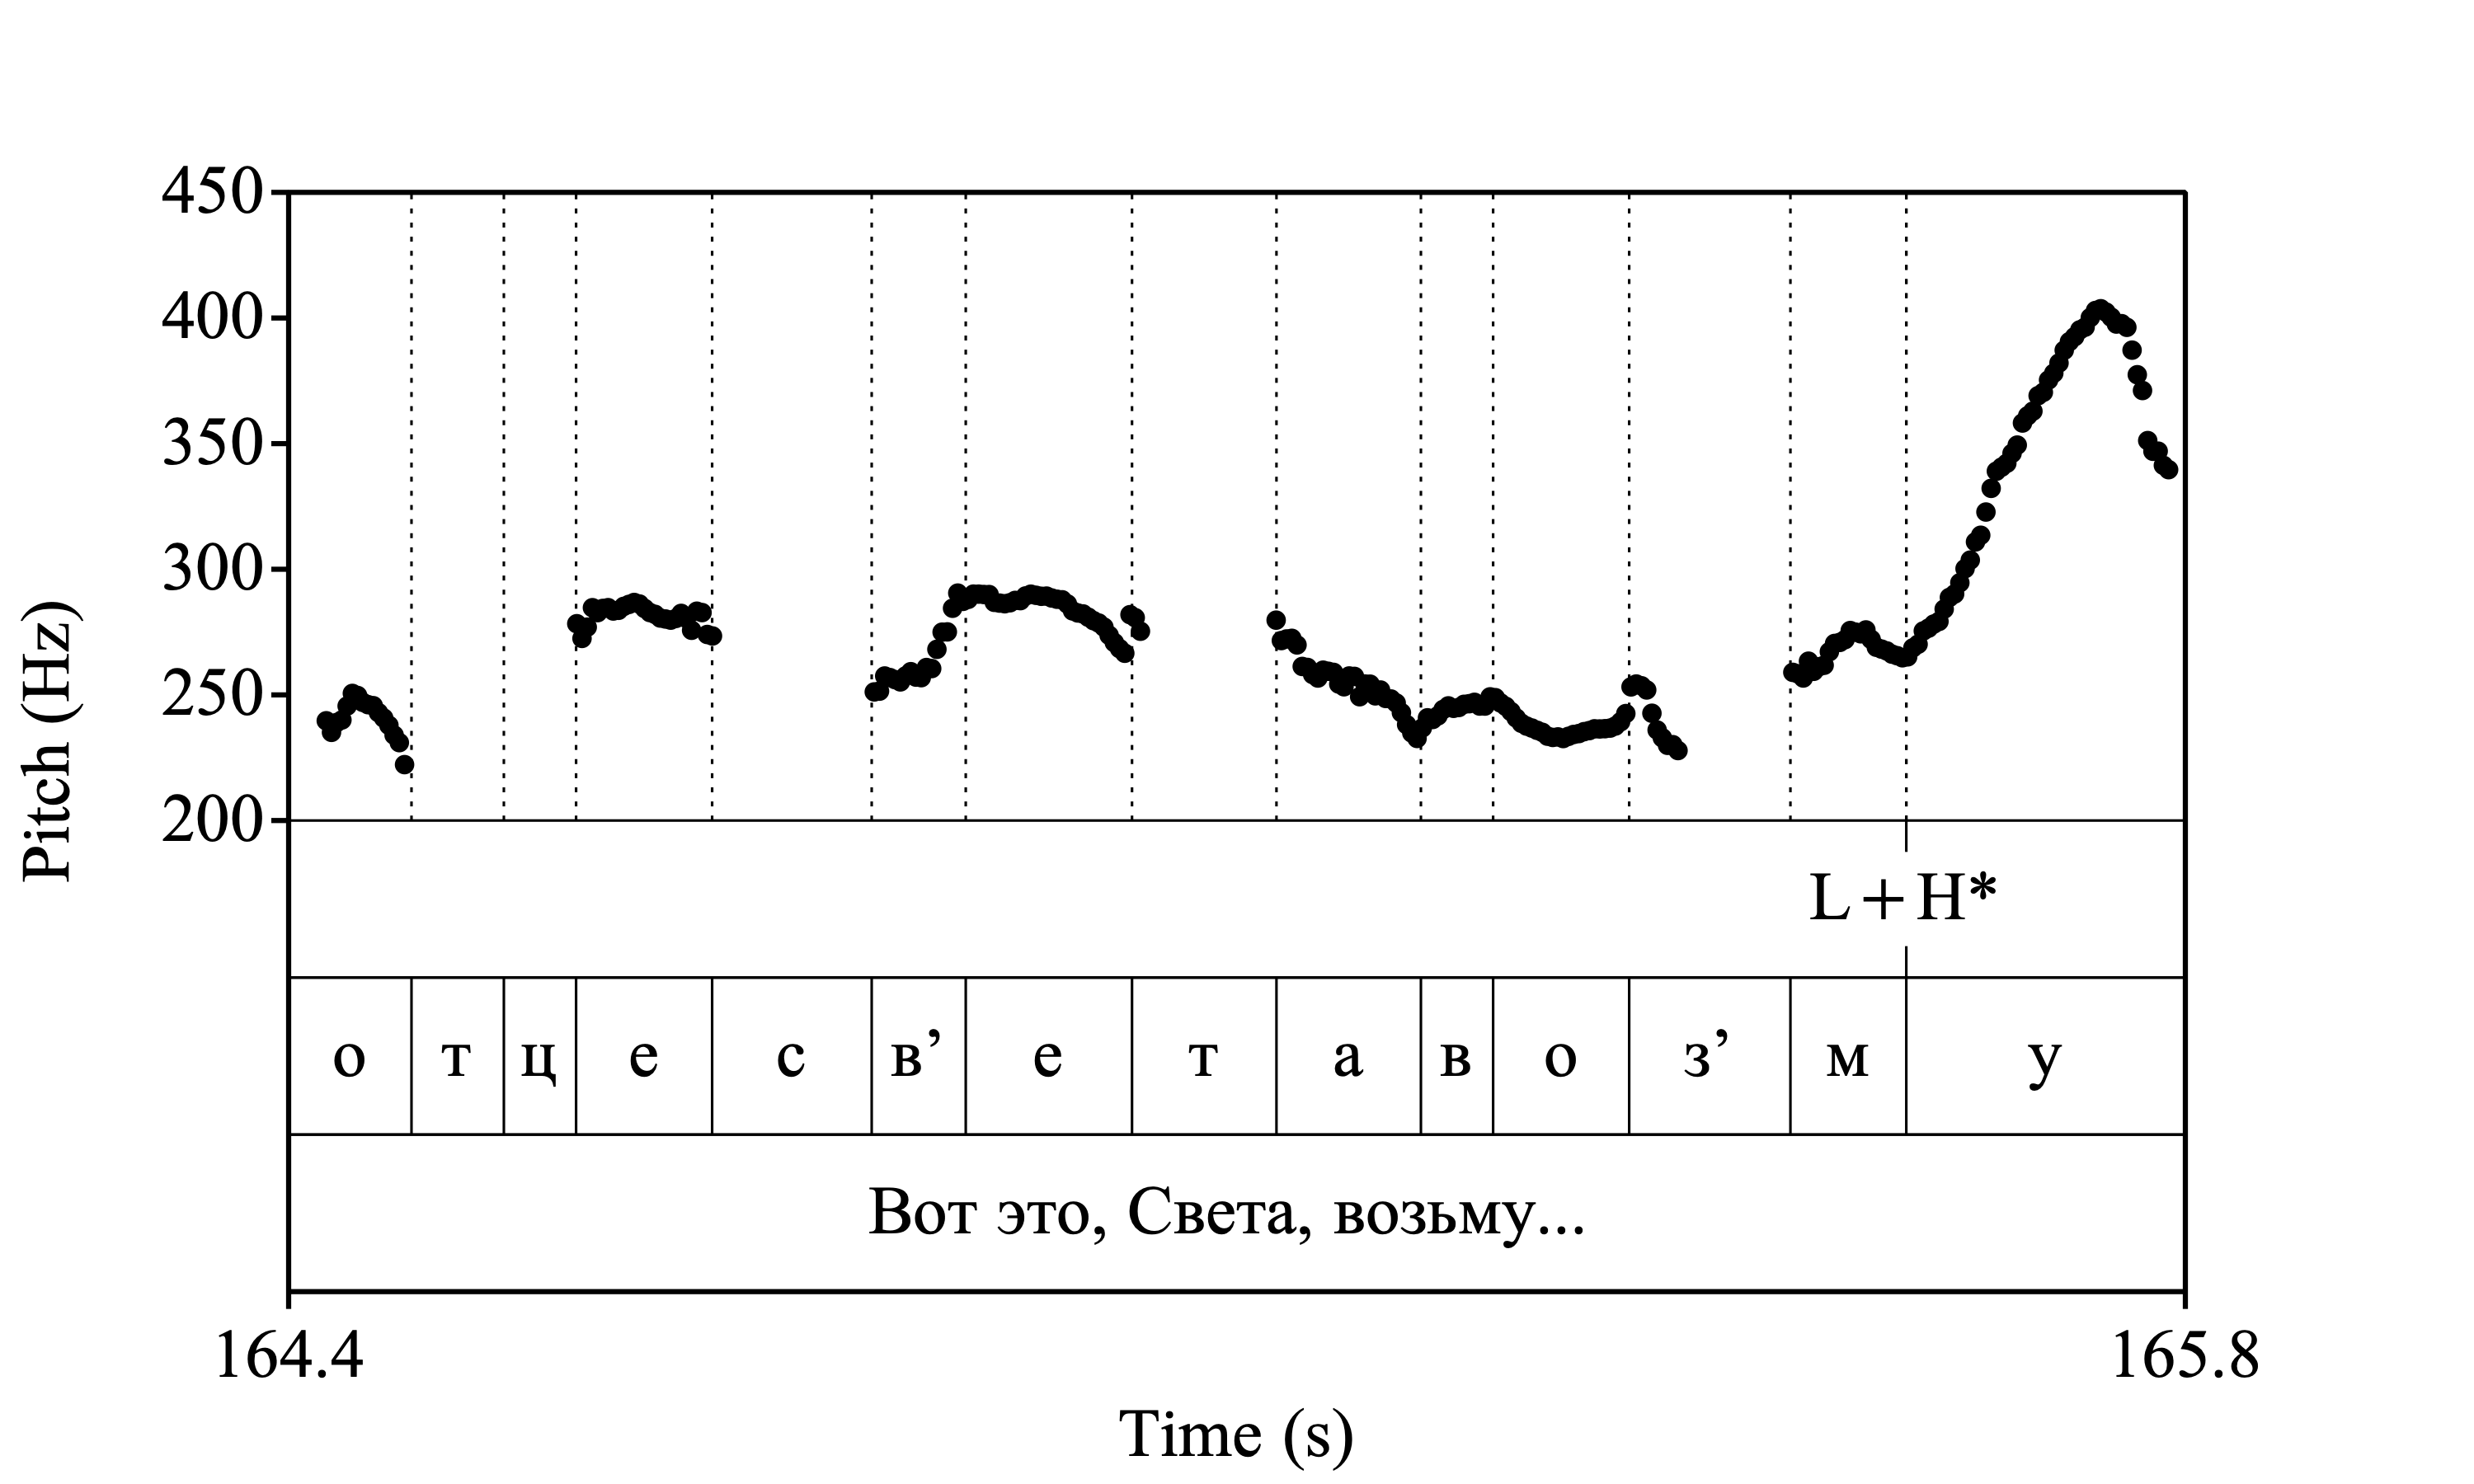 Pitch (Hz)
450
400
350
300
250
200
L+H*
о т ц е с в’ е т а в о з’ м у
Вот это, Света, возьму...
164.4 165.8
Time (s)